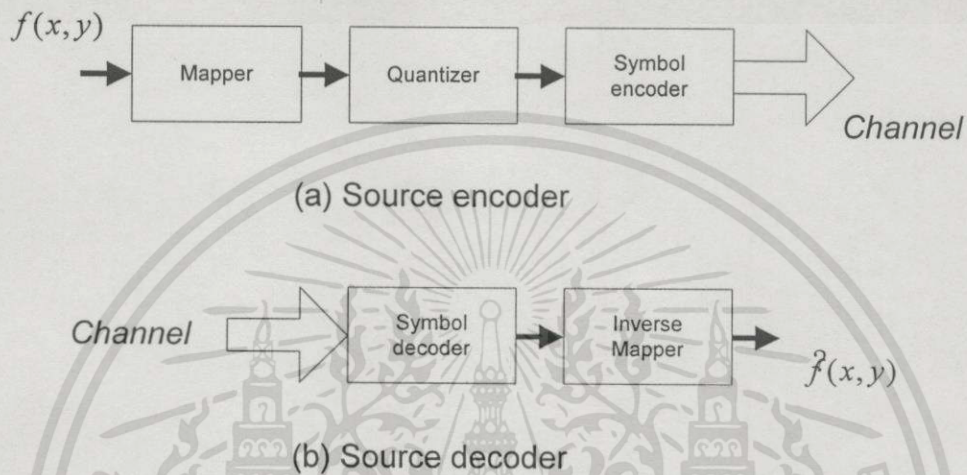 f(x, y)
Mapper
Quantizer
Symbol
encoder
Channel
(a) Source encoder
Channel
Symbol
decoder
Inverse
Mapper
f̂(x, y)
(b) Source decoder